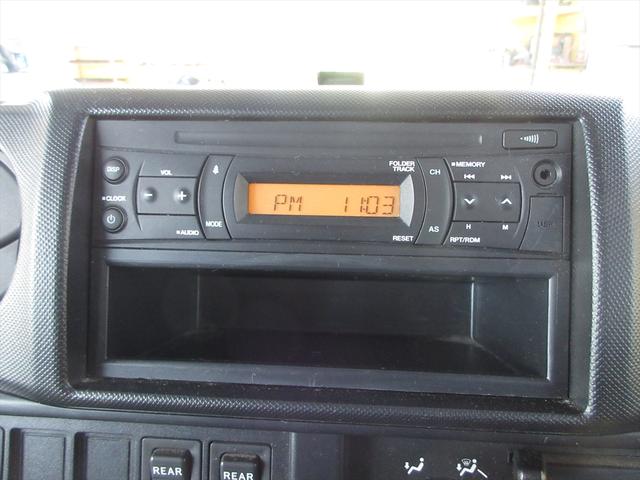 DISP
VOL
FOLDER
TRACK
CH
■MEMORY
■CLOCK
− +
PM 11:03
■AUDIO
MODE
RESET
AS
H M
RPT/RDM
REAR
REAR